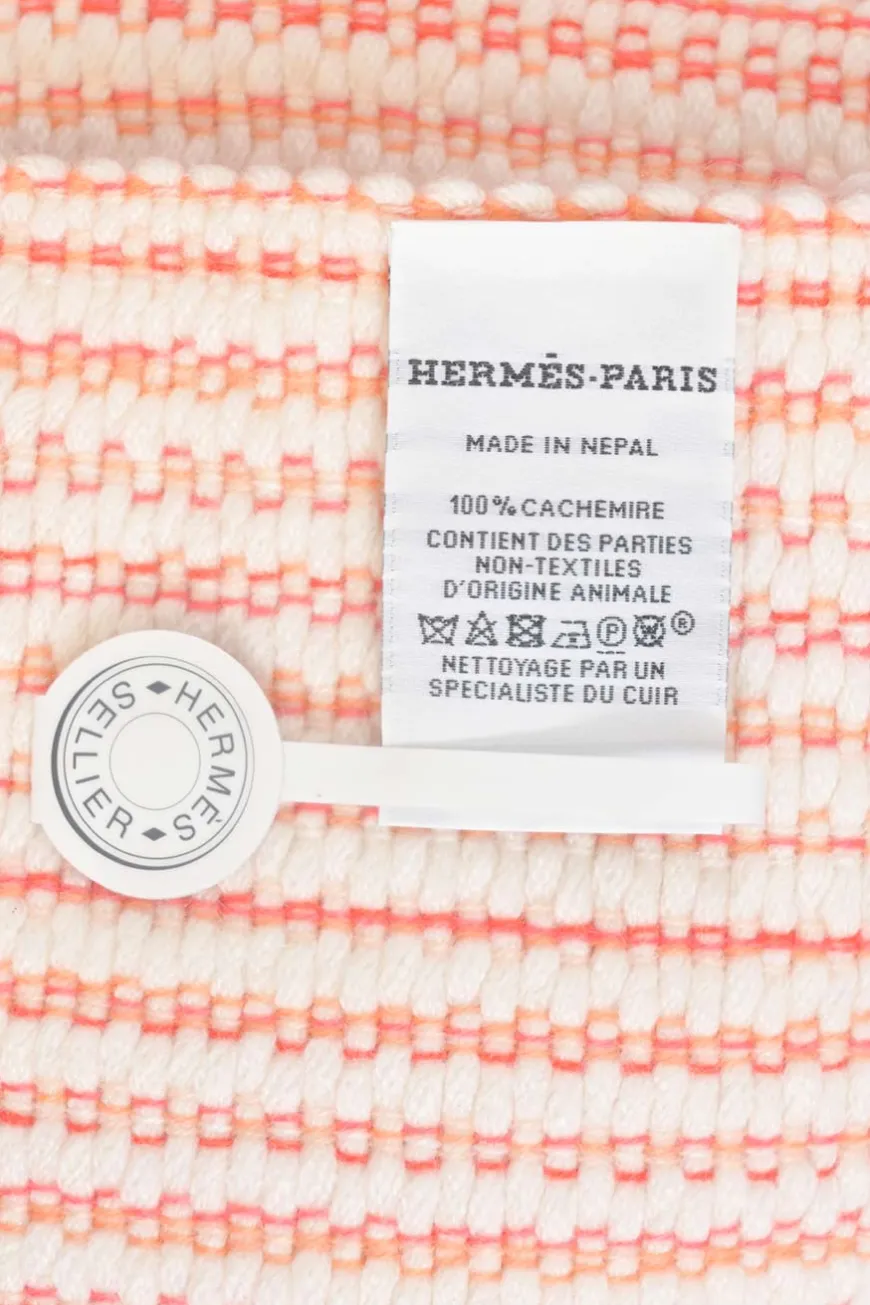 HERMÈS-PARIS
MADE IN NEPAL
100% CACHEMIRE
CONTIENT DES PARTIES
NON-TEXTILES
D'ORIGINE ANIMALE
P W ®
NETTOYAGE PAR UN
SPECIALISTE DU CUIR
HERMÈS
SELLIER